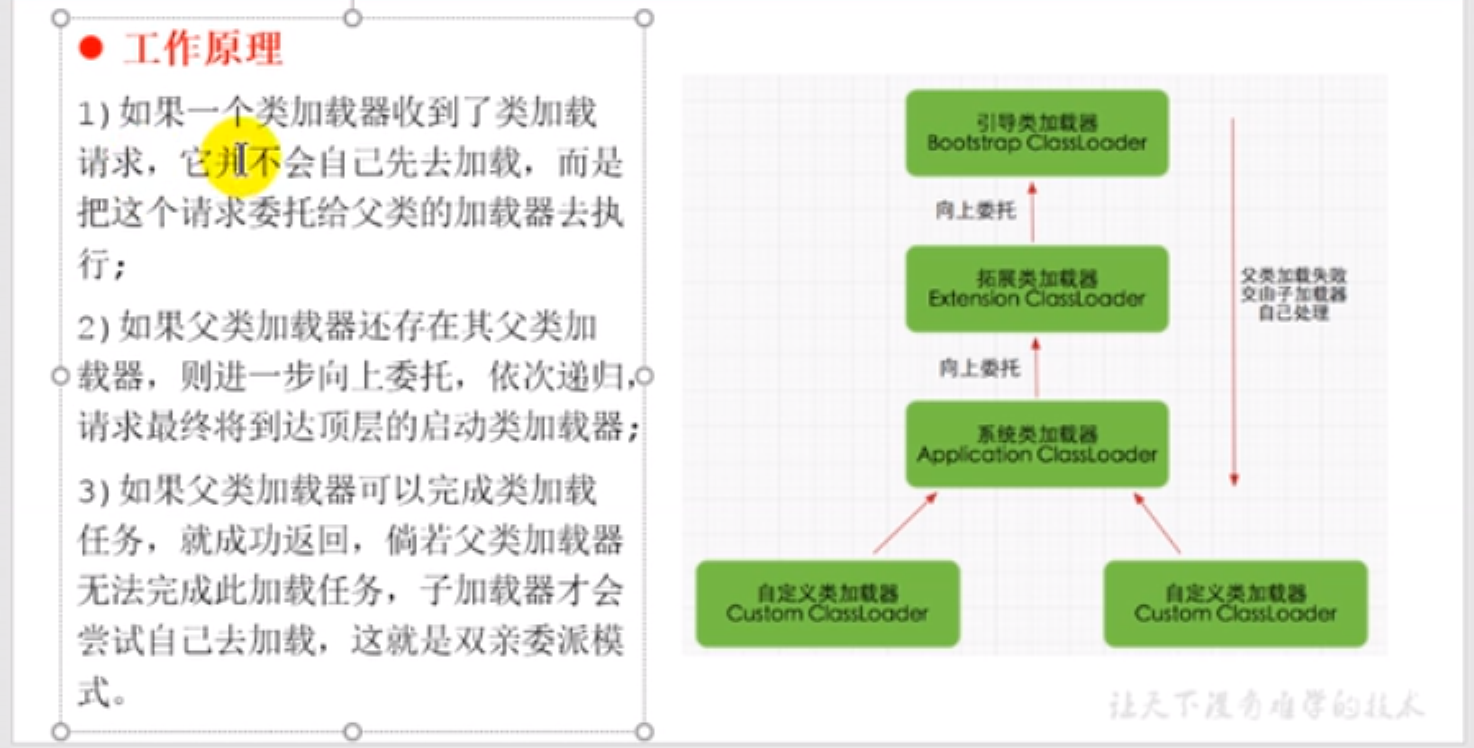 ● 工作原理
1)如果一个类加载器收到了类加载
请求，它并不会自己先去加载，而是
把这个请求委托给父类的加载器去执
行；
2)如果父类加载器还存在其父类加
载器，则进一步向上委托，依次递归，
请求最终将到达顶层的启动类加载器；
3)如果父类加载器可以完成类加载
任务，就成功返回，倘若父类加载器
无法完成此加载任务，子加载器才会
尝试自己去加载，这就是双亲委派模
式。
引导类加载器
Bootstrap ClassLoader
向上委托
拓展类加载器
Extension ClassLoader
父类加载失败
交由子加载器
自己处理
向上委托
系统类加载器
Application ClassLoader
自定义类加载器
Custom ClassLoader
自定义类加载器
Custom ClassLoader
让天下没有难学的技术